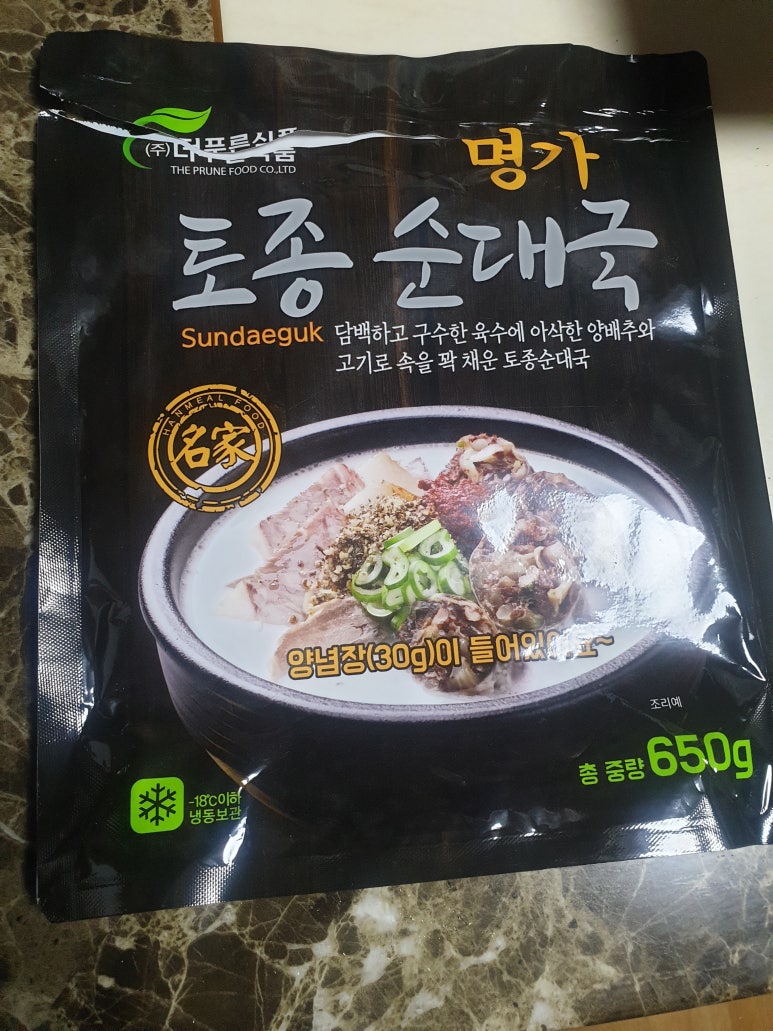 (주)더푸른식품
THE PRUNE FOOD CO.,LTD
명가
토종 순대국
Sundaeguk
담백하고 구수한 육수에 아삭한 양배추와
고기로 속을 꽉 채운 토종순대국
HANMEAL FOOD
名家
양념장(30g)이 들어있어요~
조리예
총 중량 650g
-18℃이하
냉동보관